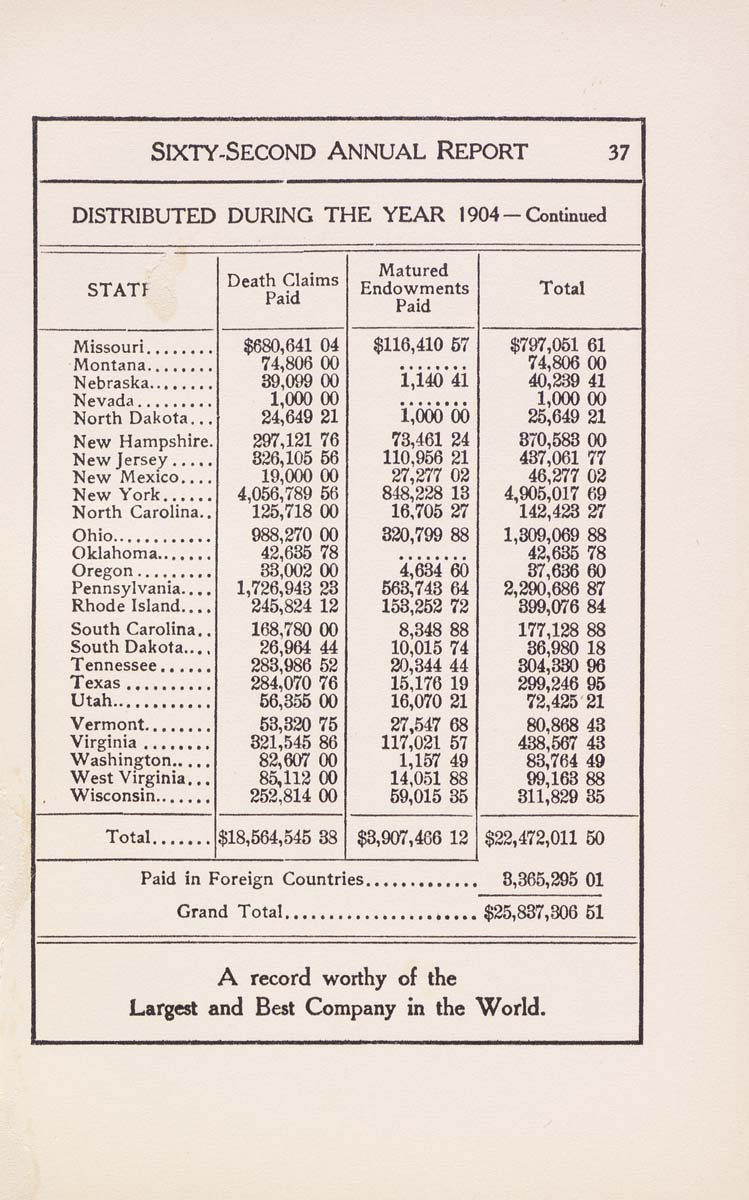 SIXTY-SECOND ANNUAL REPORT 37
DISTRIBUTED DURING THE YEAR 1904—Continued
STATE Death Claims Paid Matured Endowments Paid Total
Missouri........ $680,641 04 $116,410 57 $797,051 61
Montana........ 74,806 00 ........ 74,806 00
Nebraska........ 39,099 00 1,140 41 40,239 41
Nevada......... 1,000 00 ........ 1,000 00
North Dakota... 24,649 21 1,000 00 25,649 21
New Hampshire. 297,121 76 73,461 24 370,583 00
New Jersey..... 326,105 56 110,956 21 437,061 77
New Mexico.... 19,000 00 27,277 02 46,277 02
New York...... 4,056,789 56 848,228 13 4,905,017 69
North Carolina.. 125,718 00 16,705 27 142,423 27
Ohio............ 988,270 00 320,799 88 1,309,069 88
Oklahoma....... 42,635 78 ........ 42,635 78
Oregon ......... 33,002 00 4,634 60 37,636 60
Pennsylvania.... 1,726,943 23 563,743 64 2,290,686 87
Rhode Island.... 245,824 12 153,252 72 399,076 84
South Carolina.. 168,780 00 8,348 88 177,128 88
South Dakota.... 26,964 44 10,015 74 36,980 18
Tennessee...... 283,986 52 20,344 44 304,330 96
Texas .......... 284,070 76 15,176 19 299,246 95
Utah............ 56,355 00 16,070 21 72,425 21
Vermont........ 53,320 75 27,547 68 80,868 43
Virginia ........ 321,545 86 117,021 57 438,567 43
Washington..... 82,607 00 1,157 49 83,764 49
West Virginia... 85,112 00 14,051 88 99,163 88
Wisconsin....... 252,814 00 59,015 35 311,829 35
Total....... $18,564,545 38 $3,907,466 12 $22,472,011 50
Paid in Foreign Countries............. 3,365,295 01
Grand Total...................... $25,837,306 51
A record worthy of the
Largest and Best Company in the World.